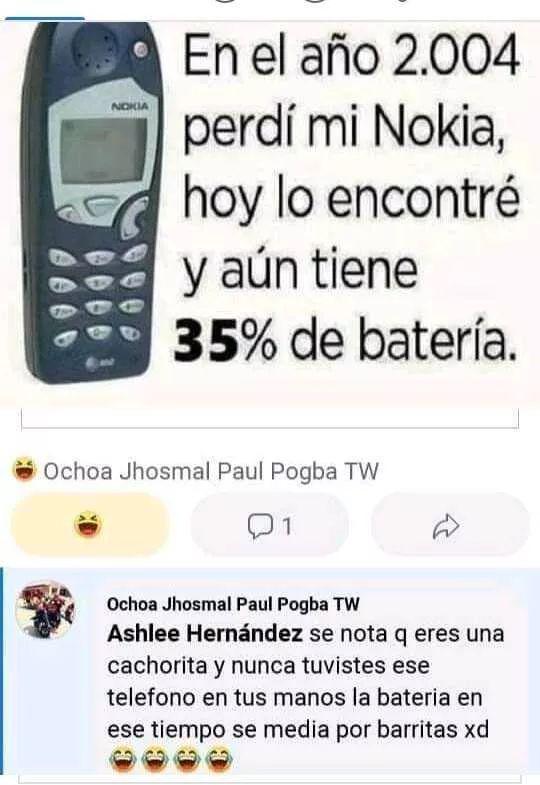 NOKIA
En el año 2.004
perdí mi Nokia,
hoy lo encontré
y aún tiene
35% de batería.
😆 Ochoa Jhosmal Paul Pogba TW
😆
1
Ochoa Jhosmal Paul Pogba TW
Ashlee Hernández se nota q eres una
cachorita y nunca tuvistes ese
telefono en tus manos la bateria en
ese tiempo se media por barritas xd
😂😂😂😂